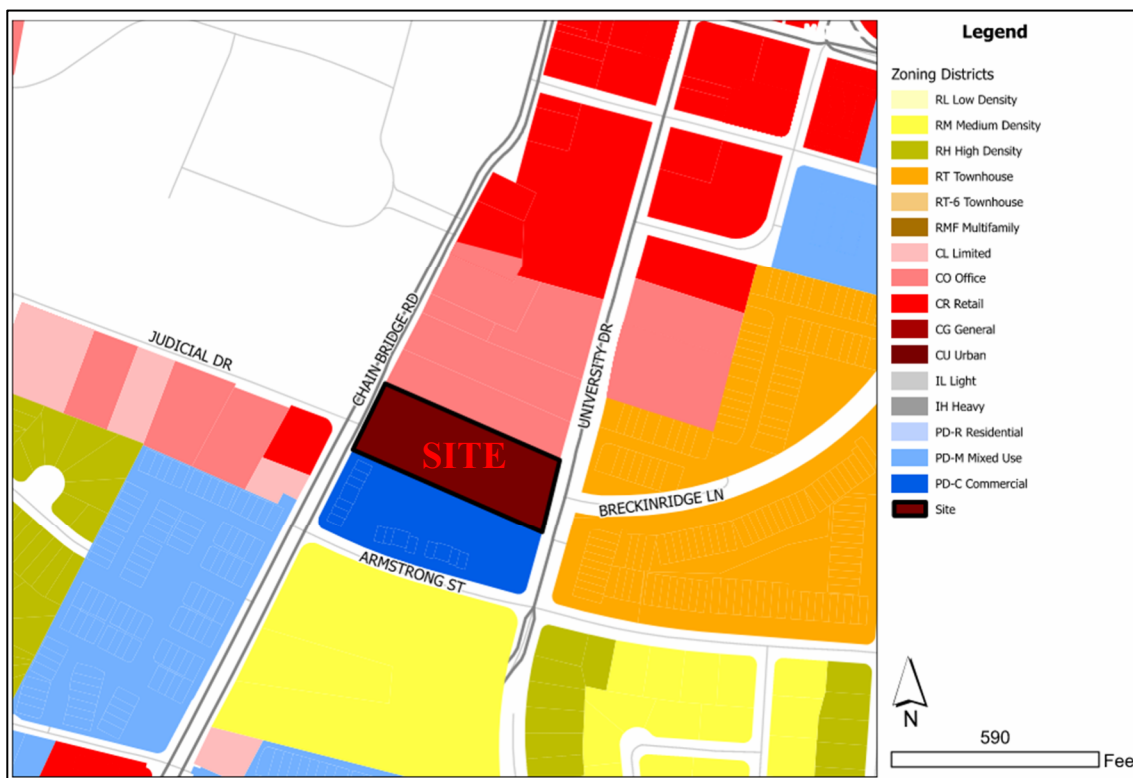 JUDICIAL DR
CHAIN BRIDGE RD
UNIVERSITY DR
SITE
BRECKINRIDGE LN
ARMSTRONG ST
Legend
Zoning Districts
RL Low Density
RM Medium Density
RH High Density
RT Townhouse
RT-6 Townhouse
RMF Multifamily
CL Limited
CO Office
CR Retail
CG General
CU Urban
IL Light
IH Heavy
PD-R Residential
PD-M Mixed Use
PD-C Commercial
Site
N
590
Fee